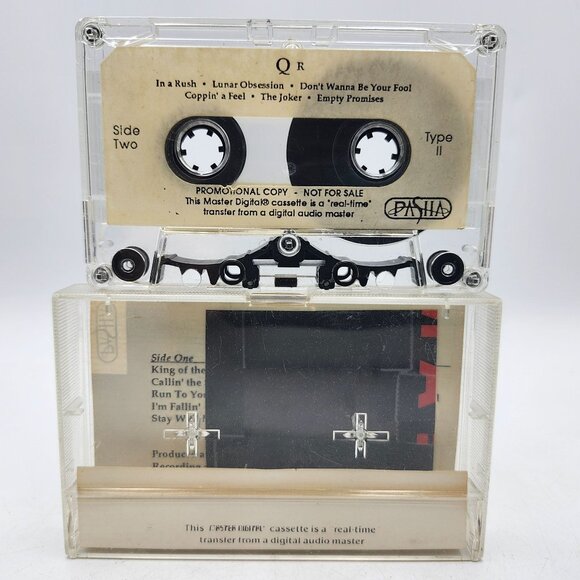 Q R
In a Rush • Lunar Obsession • Don't Wanna Be Your Fool
Coppin' a Feel • The Joker • Empty Promises
Side
Two
Type
II
PROMOTIONAL COPY - NOT FOR SALE
This Master Digital® cassette is a "real-time"
transfer from a digital audio master
PASHA
PASHA
Side One
King of the
Callin' the
Run To
I'm Fallin'
Stay
This MASTER DIGITAL cassette is a "real-time
transfer from a digital audio master